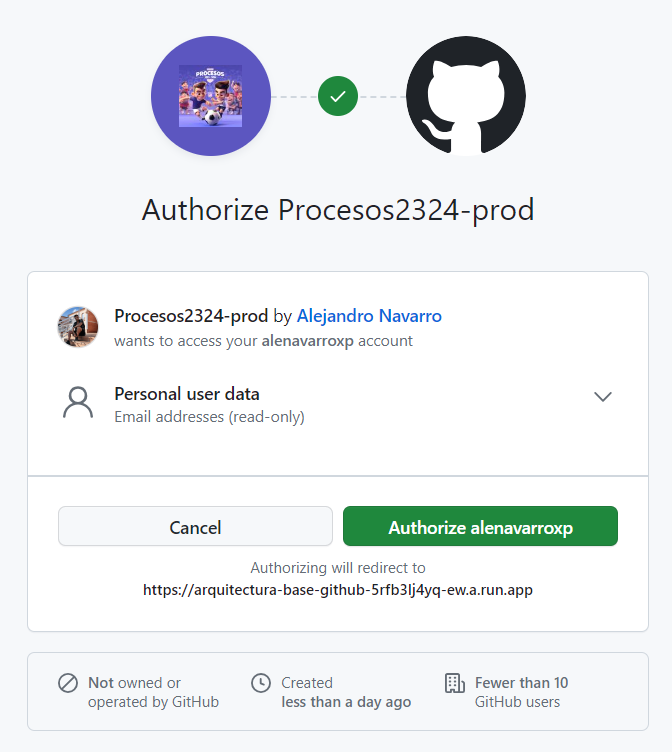 PROCESOS
Authorize Procesos2324-prod
Procesos2324-prod by Alejandro Navarro
wants to access your alenavarroxp account
Personal user data
Email addresses (read-only)
Cancel
Authorize alenavarroxp
Authorizing will redirect to
https://arquitectura-base-github-5rfb3lj4yq-ew.a.run.app
Not owned or
operated by GitHub
Created
less than a day ago
Fewer than 10
GitHub users